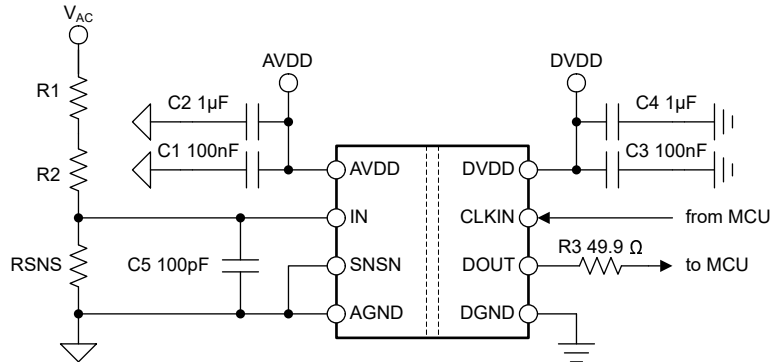 VAC
R1
R2
RSNS
AVDD
C2 1µF
C1 100nF
C5 100pF
AVDD
IN
SNSN
AGND
DVDD
CLKIN
DOUT
DGND
DVDD
C4 1µF
C3 100nF
from MCU
R3 49.9 Ω
to MCU